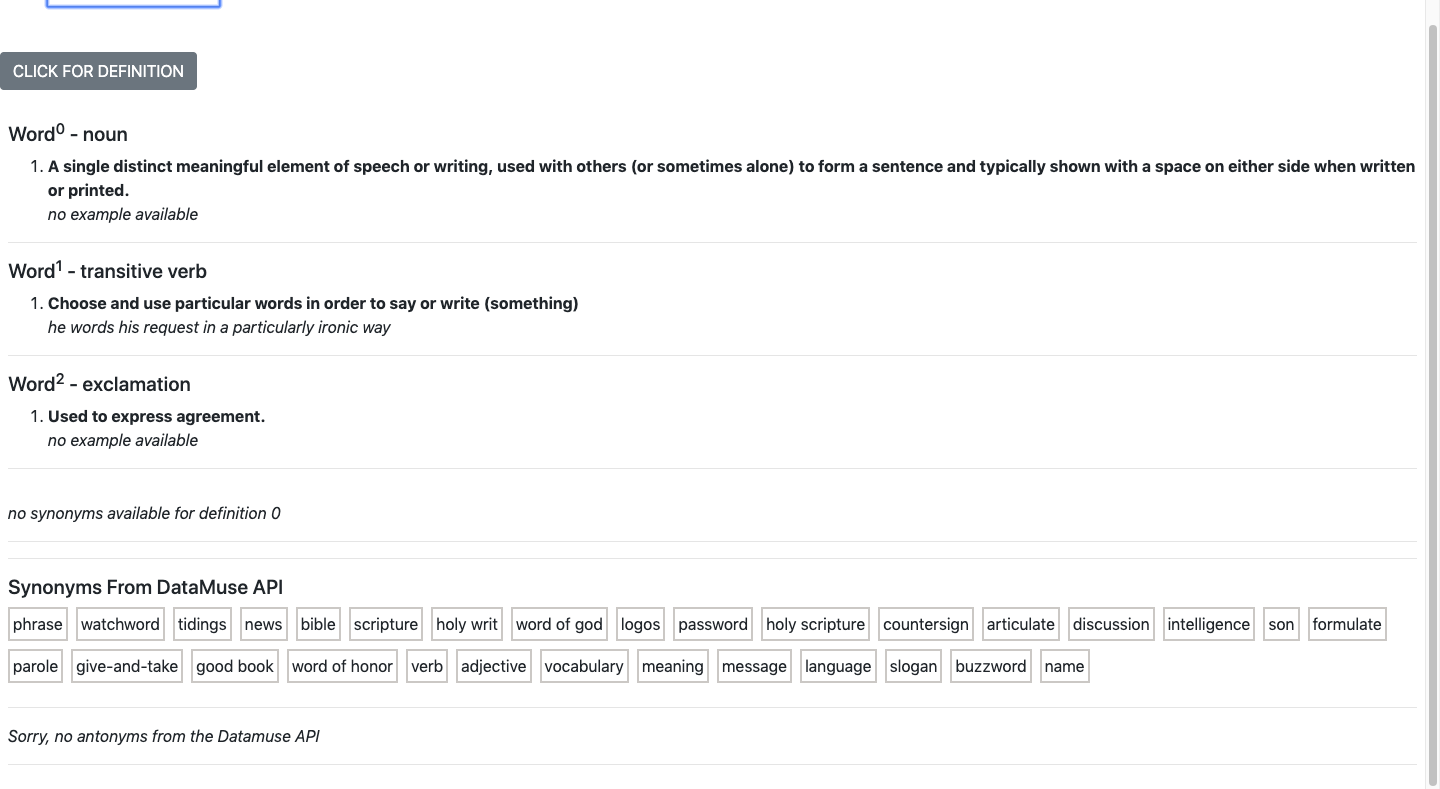 CLICK FOR DEFINITION
Word0 - noun
1. A single distinct meaningful element of speech or writing, used with others (or sometimes alone) to form a sentence and typically shown with a space on either side when written
or printed.
no example available
Word1 - transitive verb
1. Choose and use particular words in order to say or write (something)
he words his request in a particularly ironic way
Word2 - exclamation
1. Used to express agreement.
no example available
no synonyms available for definition 0
Synonyms From DataMuse API
phrase watchword tidings news bible scripture holy writ word of god logos password holy scripture countersign articulate discussion intelligence son formulate
parole give-and-take good book word of honor verb adjective vocabulary meaning message language slogan buzzword name
Sorry, no antonyms from the Datamuse API